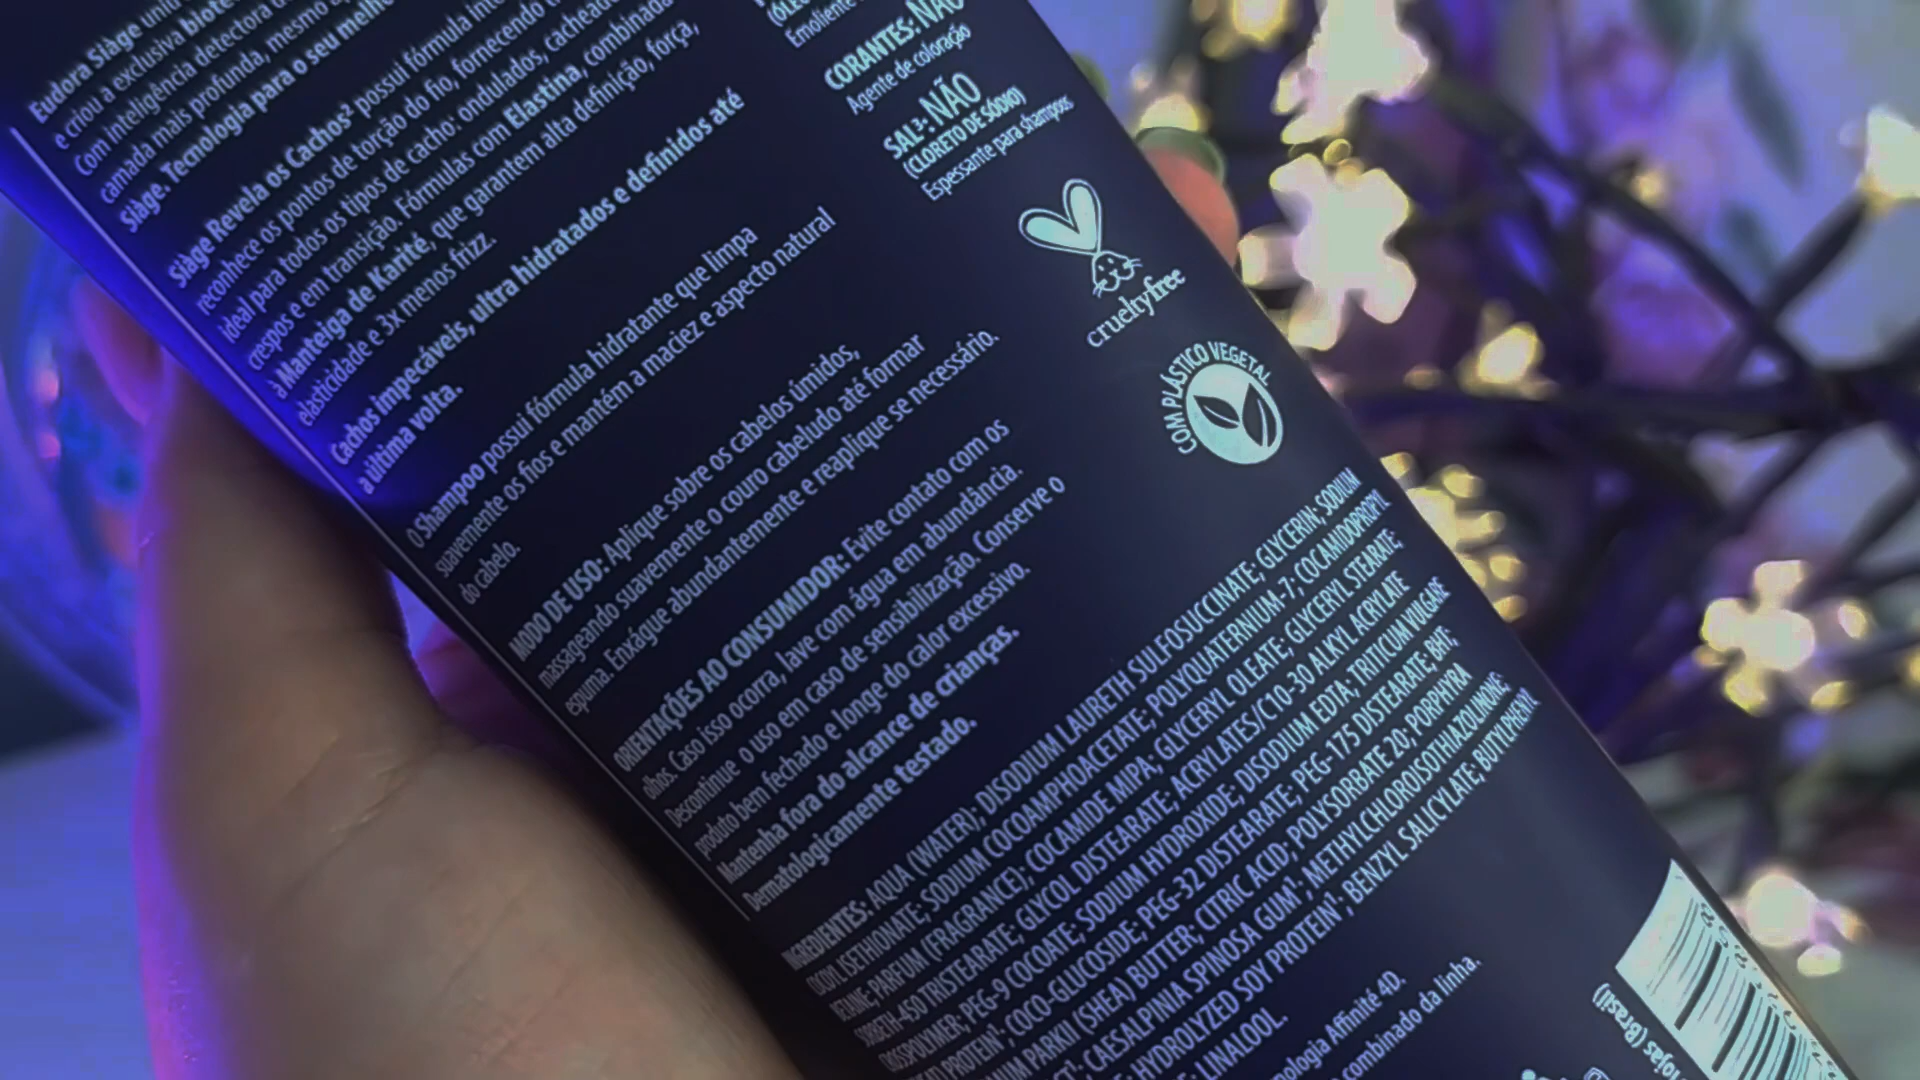 Eudora Siàge uniu
e criou a exclusiva biotec
Com inteligência detectora d
camada mais profunda, mesmo a
Siàge. Tecnologia para o seu melho
Siàge Revela os Cachos² possui fórmula inte
reconhece os pontos de torção do fio, fornecendo
ideal para todos os tipos de cacho: ondulados, cacheado
crespos e em transição. Fórmulas com Elastina, combinada
a Manteiga de Karité, que garantem alta definição, força,
elasticidade e 3x menos frizz.
Cachos impecáveis, ultra hidratados e definidos até
a última volta.
O Shampoo possui fórmula hidratante que limpa
suavemente os fios e mantém a maciez e aspecto natural
do cabelo.
MODO DE USO: Aplique sobre os cabelos úmidos,
massageando suavemente o couro cabeludo até formar
espuma. Enxágue abundantemente e reaplique se necessário.
ORIENTAÇÕES AO CONSUMIDOR: Evite contato com os
olhos. Caso isso ocorra, lave com água em abundância.
Descontinue o uso em caso de sensibilização. Conserve o
produto bem fechado e longe do calor excessivo.
Mantenha fora do alcance de crianças.
Dermatologicamente testado.
(ÓLEO
Emoliente
CORANTES: NÃO
Agente de coloração
SAL³: NÃO
(CLORETO DE SÓDIO)
Espessante para shampoos
crueltyfree
COM PLÁSTICO VEGETAL
INGREDIENTES: AQUA (WATER); DISODIUM LAURETH SULFOSUCCINATE; GLYCERIN; SODIUM
COCOYL ISETHIONATE; SODIUM COCOAMPHOACETATE; POLYQUATERNIUM-7; COCAMIDOPROPYL
BETAINE; PARFUM (FRAGRANCE); COCAMIDE MIPA; GLYCERYL OLEATE; GLYCERYL STEARATE;
SORBETH-450 TRISTEARATE; GLYCOL DISTEARATE; ACRYLATES/C10-30 ALKYL ACRYLATE
CROSSPOLYMER; PEG-9 COCOATE; SODIUM HYDROXIDE; DISODIUM EDTA; TRITICUM VULGARE
PROTEIN¹; COCO-GLUCOSIDE; PEG-32 DISTEARATE; PEG-175 DISTEARATE; BHT;
PARKII (SHEA) BUTTER; CITRIC ACID; POLYSORBATE 20; PORPHYRA
CAESALPINIA SPINOSA GUM¹; METHYLCHLOROISOTHIAZOLINONE;
HYDROLYZED SOY PROTEIN¹; BENZYL SALICYLATE; BUTYLPHENYL
LINALOOL.
nologia Affinité 4D.
combinado da linha.
rojas (Brasil)